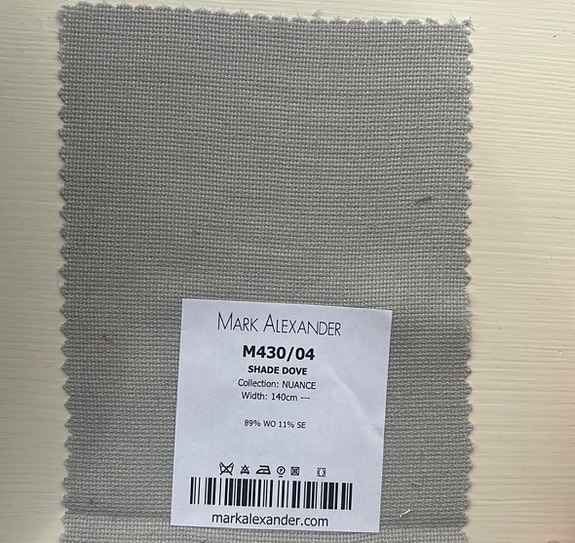 MARK ALEXANDER
M430/04
SHADE DOVE
Collection: NUANCE
Width: 140cm
89% WO 11% SE
markalexander.com